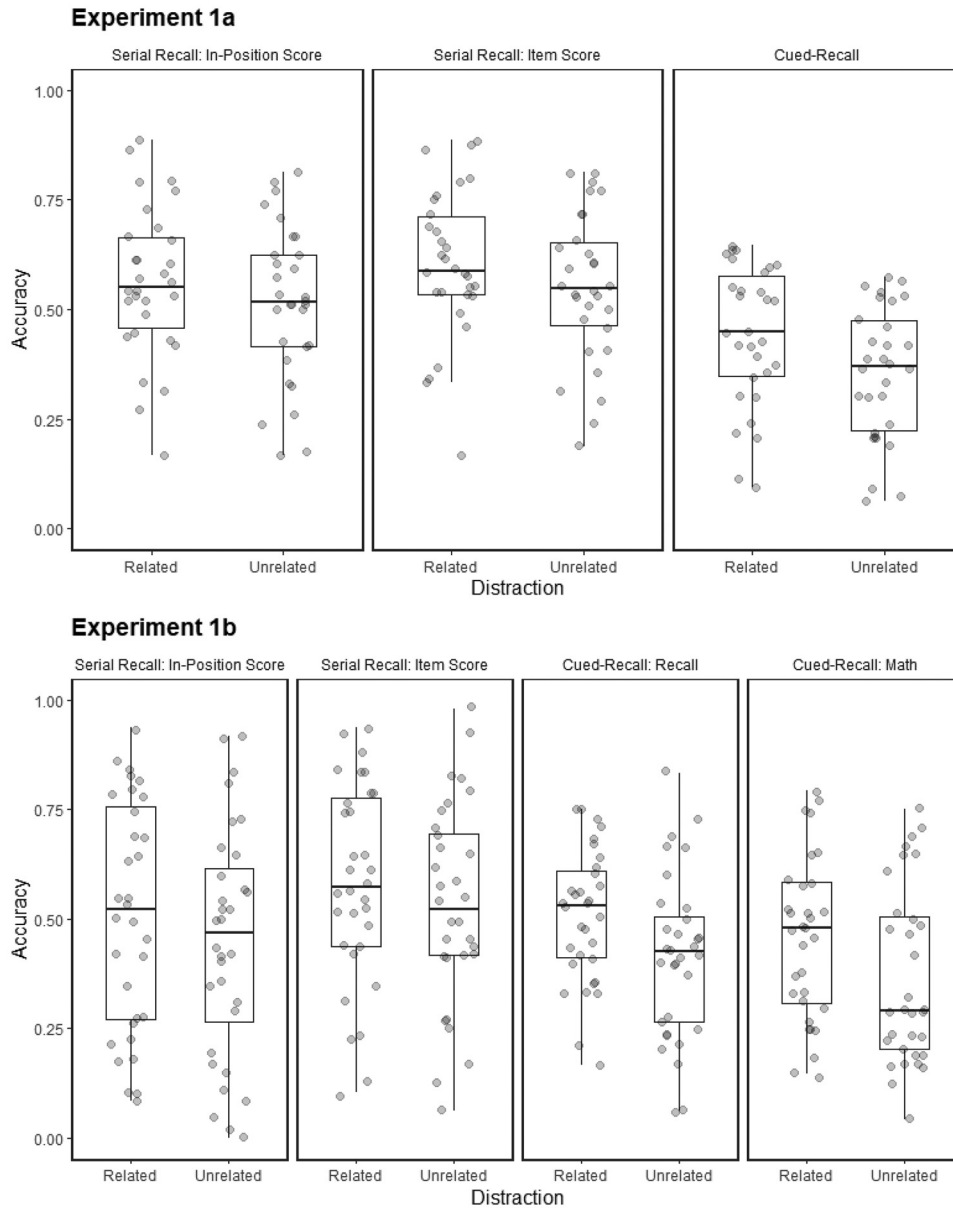 Experiment 1a
Serial Recall: In-Position Score
Serial Recall: Item Score
Cued-Recall
Accuracy
1.00
0.75
0.50
0.25
0.00
Related
Unrelated
Related
Unrelated
Related
Unrelated
Distraction
Experiment 1b
Serial Recall: In-Position Score
Serial Recall: Item Score
Cued-Recall: Recall
Cued-Recall: Math
Accuracy
1.00
0.75
0.50
0.25
0.00
Related
Unrelated
Related
Unrelated
Related
Unrelated
Related
Unrelated
Distraction